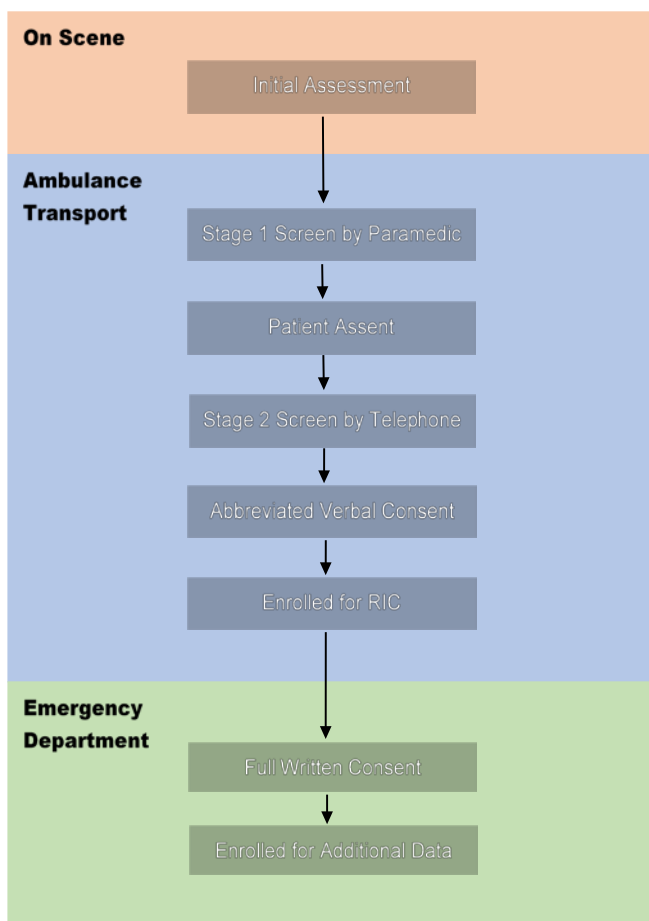 On Scene
Initial Assessment
Ambulance
Transport
Stage 1 Screen by Paramedic
Patient Assent
Stage 2 Screen by Telephone
Abbreviated Verbal Consent
Enrolled for RIC
Emergency
Department
Full Written Consent
Enrolled for Additional Data